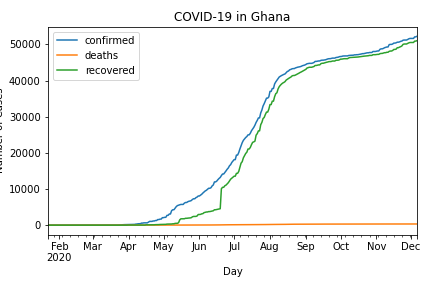 COVID-19 in Ghana
confirmed
deaths
recovered
50000
40000
30000
20000
10000
0
Feb Mar Apr May Jun Jul Aug Sep Oct Nov Dec
2020
Day